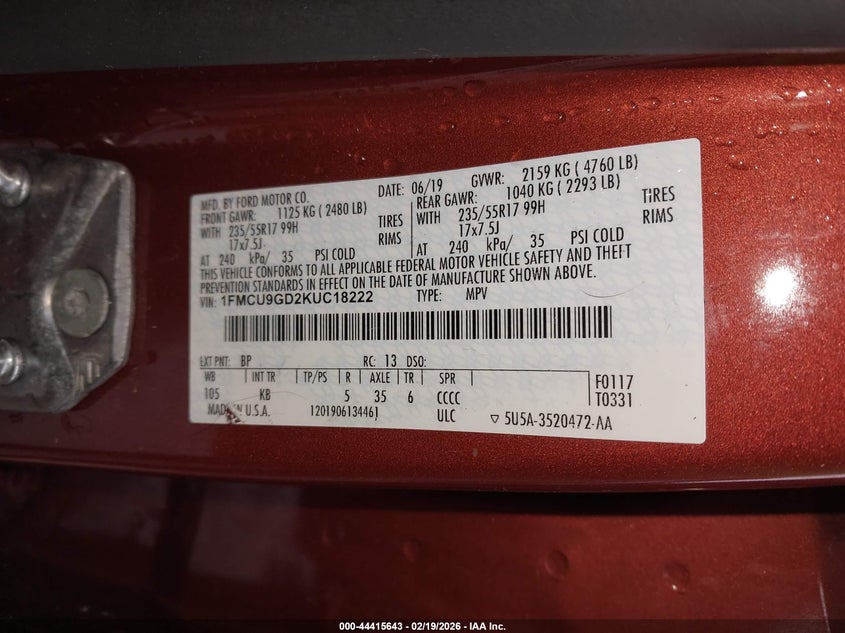 MFD. BY FORD MOTOR CO.
DATE: 06/19 GVWR: 2159 KG ( 4760 LB)
FRONT GAWR: 1125 KG ( 2480 LB)
REAR GAWR: 1040 KG ( 2293 LB)
WITH 235/55R17 99H TIRES
WITH 235/55R17 99H TIRES
17x7.5J RIMS
17x7.5J RIMS
AT 240 kPa/ 35 PSI COLD
AT 240 kPa/ 35 PSI COLD
THIS VEHICLE CONFORMS TO ALL APPLICABLE FEDERAL MOTOR VEHICLE SAFETY AND THEFT
PREVENTION STANDARDS IN EFFECT ON THE DATE OF MANUFACTURE SHOWN ABOVE.
VIN: 1FMCU9GD2KUC18222 TYPE: MPV
EXT PNT: BP RC: 13 DSO:
WB INT TR TP/PS R AXLE TR SPR
105 KB 5 35 6 CCCC
F0117
T0331
MADE IN U.S.A. 120190613446 ULC
5U5A-3520472-AA
000-44415643 - 02/19/2026 - IAA Inc.